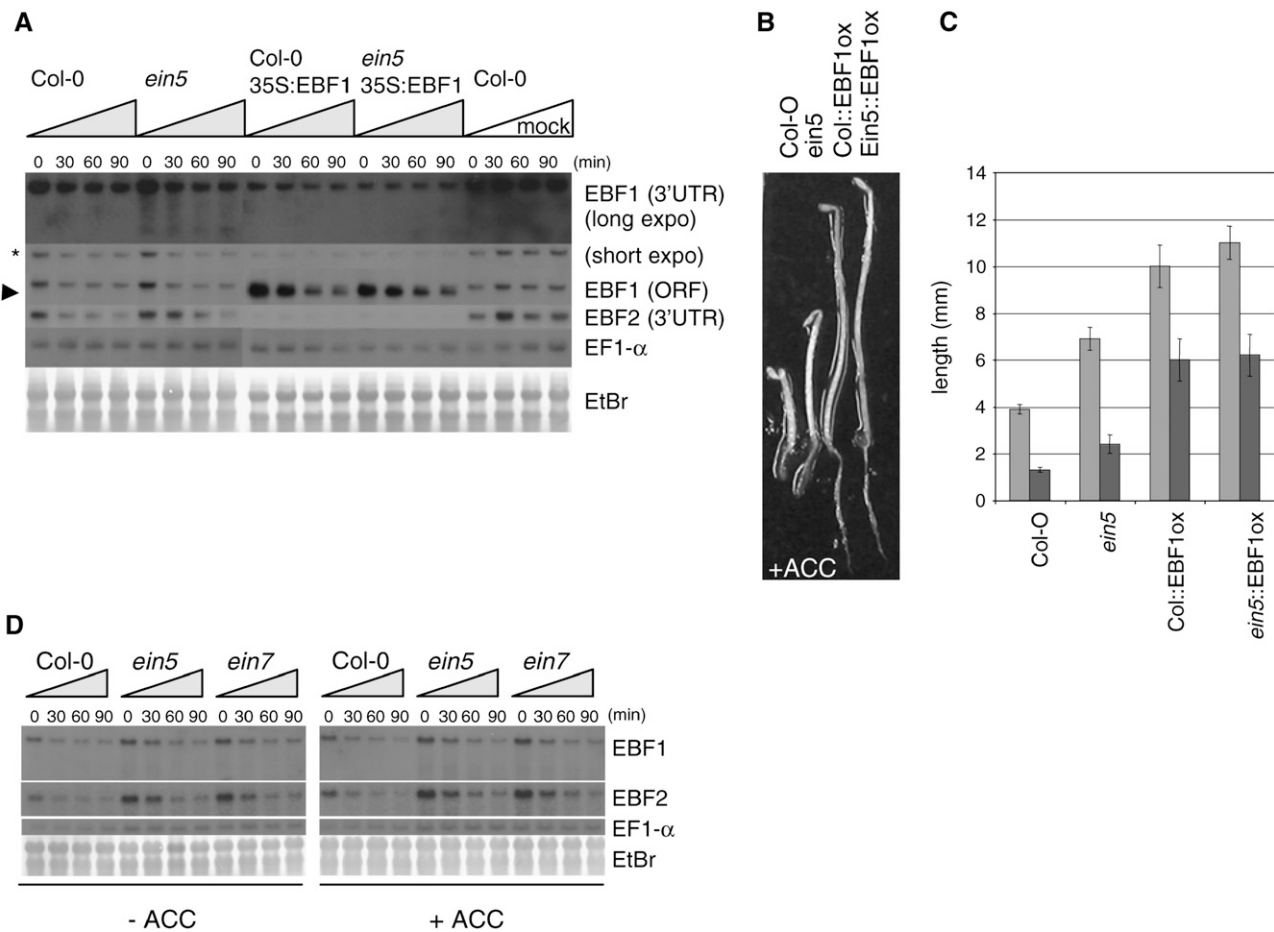 A
Col-0 ein5 Col-0 35S:EBF1 ein5 35S:EBF1 Col-0
mock
0 30 60 90 0 30 60 90 0 30 60 90 0 30 60 90 0 30 60 90 (min)
EBF1 (3'UTR)
(long expo)
* (short expo)
EBF1 (ORF)
EBF2 (3'UTR)
EF1-α
EtBr
B
Col-O
ein5
Col::EBF1ox
Ein5::EBF1ox
+ACC
C
length (mm)
14
12
10
8
6
4
2
0
Col-O
ein5
Col::EBF1ox
ein5::EBF1ox
D
Col-0 ein5 ein7 Col-0 ein5 ein7
0 30 60 90 0 30 60 90 0 30 60 90 0 30 60 90 0 30 60 90 0 30 60 90 (min)
EBF1
EBF2
EF1-α
EtBr
- ACC + ACC